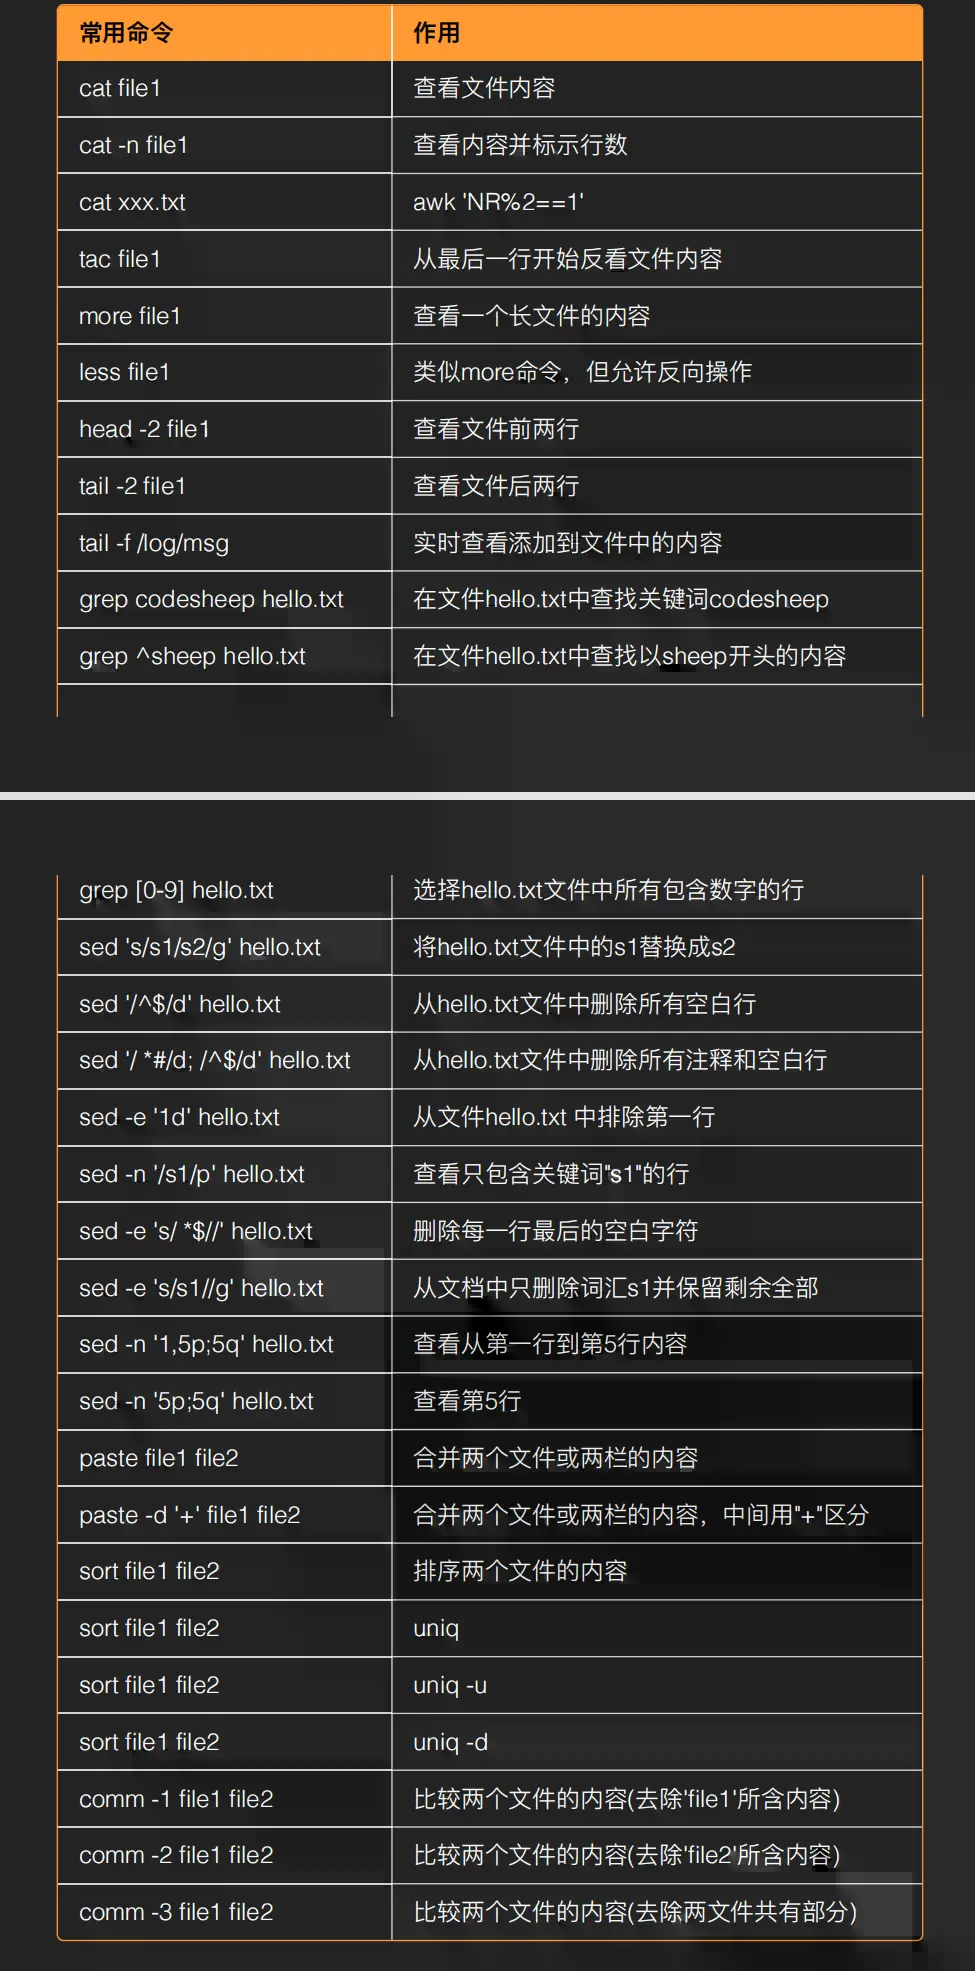 常用命令 作用
cat file1 查看文件内容
cat -n file1 查看内容并标示行数
cat xxx.txt awk 'NR%2==1'
tac file1 从最后一行开始反看文件内容
more file1 查看一个长文件的内容
less file1 类似more命令，但允许反向操作
head -2 file1 查看文件前两行
tail -2 file1 查看文件后两行
tail -f /log/msg 实时查看添加到文件中的内容
grep codesheep hello.txt 在文件hello.txt中查找关键词codesheep
grep ^sheep hello.txt 在文件hello.txt中查找以sheep开头的内容
grep [0-9] hello.txt 选择hello.txt文件中所有包含数字的行
sed 's/s1/s2/g' hello.txt 将hello.txt文件中的s1替换成s2
sed '/^$/d' hello.txt 从hello.txt文件中删除所有空白行
sed '/ *#/d; /^$/d' hello.txt 从hello.txt文件中删除所有注释和空白行
sed -e '1d' hello.txt 从文件hello.txt 中排除第一行
sed -n '/s1/p' hello.txt 查看只包含关键词"s1"的行
sed -e 's/ *$//' hello.txt 删除每一行最后的空白字符
sed -e 's/s1//g' hello.txt 从文档中只删除词汇s1并保留剩余全部
sed -n '1,5p;5q' hello.txt 查看从第一行到第5行内容
sed -n '5p;5q' hello.txt 查看第5行
paste file1 file2 合并两个文件或两栏的内容
paste -d '+' file1 file2 合并两个文件或两栏的内容，中间用"+"区分
sort file1 file2 排序两个文件的内容
sort file1 file2 uniq
sort file1 file2 uniq -u
sort file1 file2 uniq -d
comm -1 file1 file2 比较两个文件的内容(去除'file1'所含内容)
comm -2 file1 file2 比较两个文件的内容(去除'file2'所含内容)
comm -3 file1 file2 比较两个文件的内容(去除两文件共有部分)